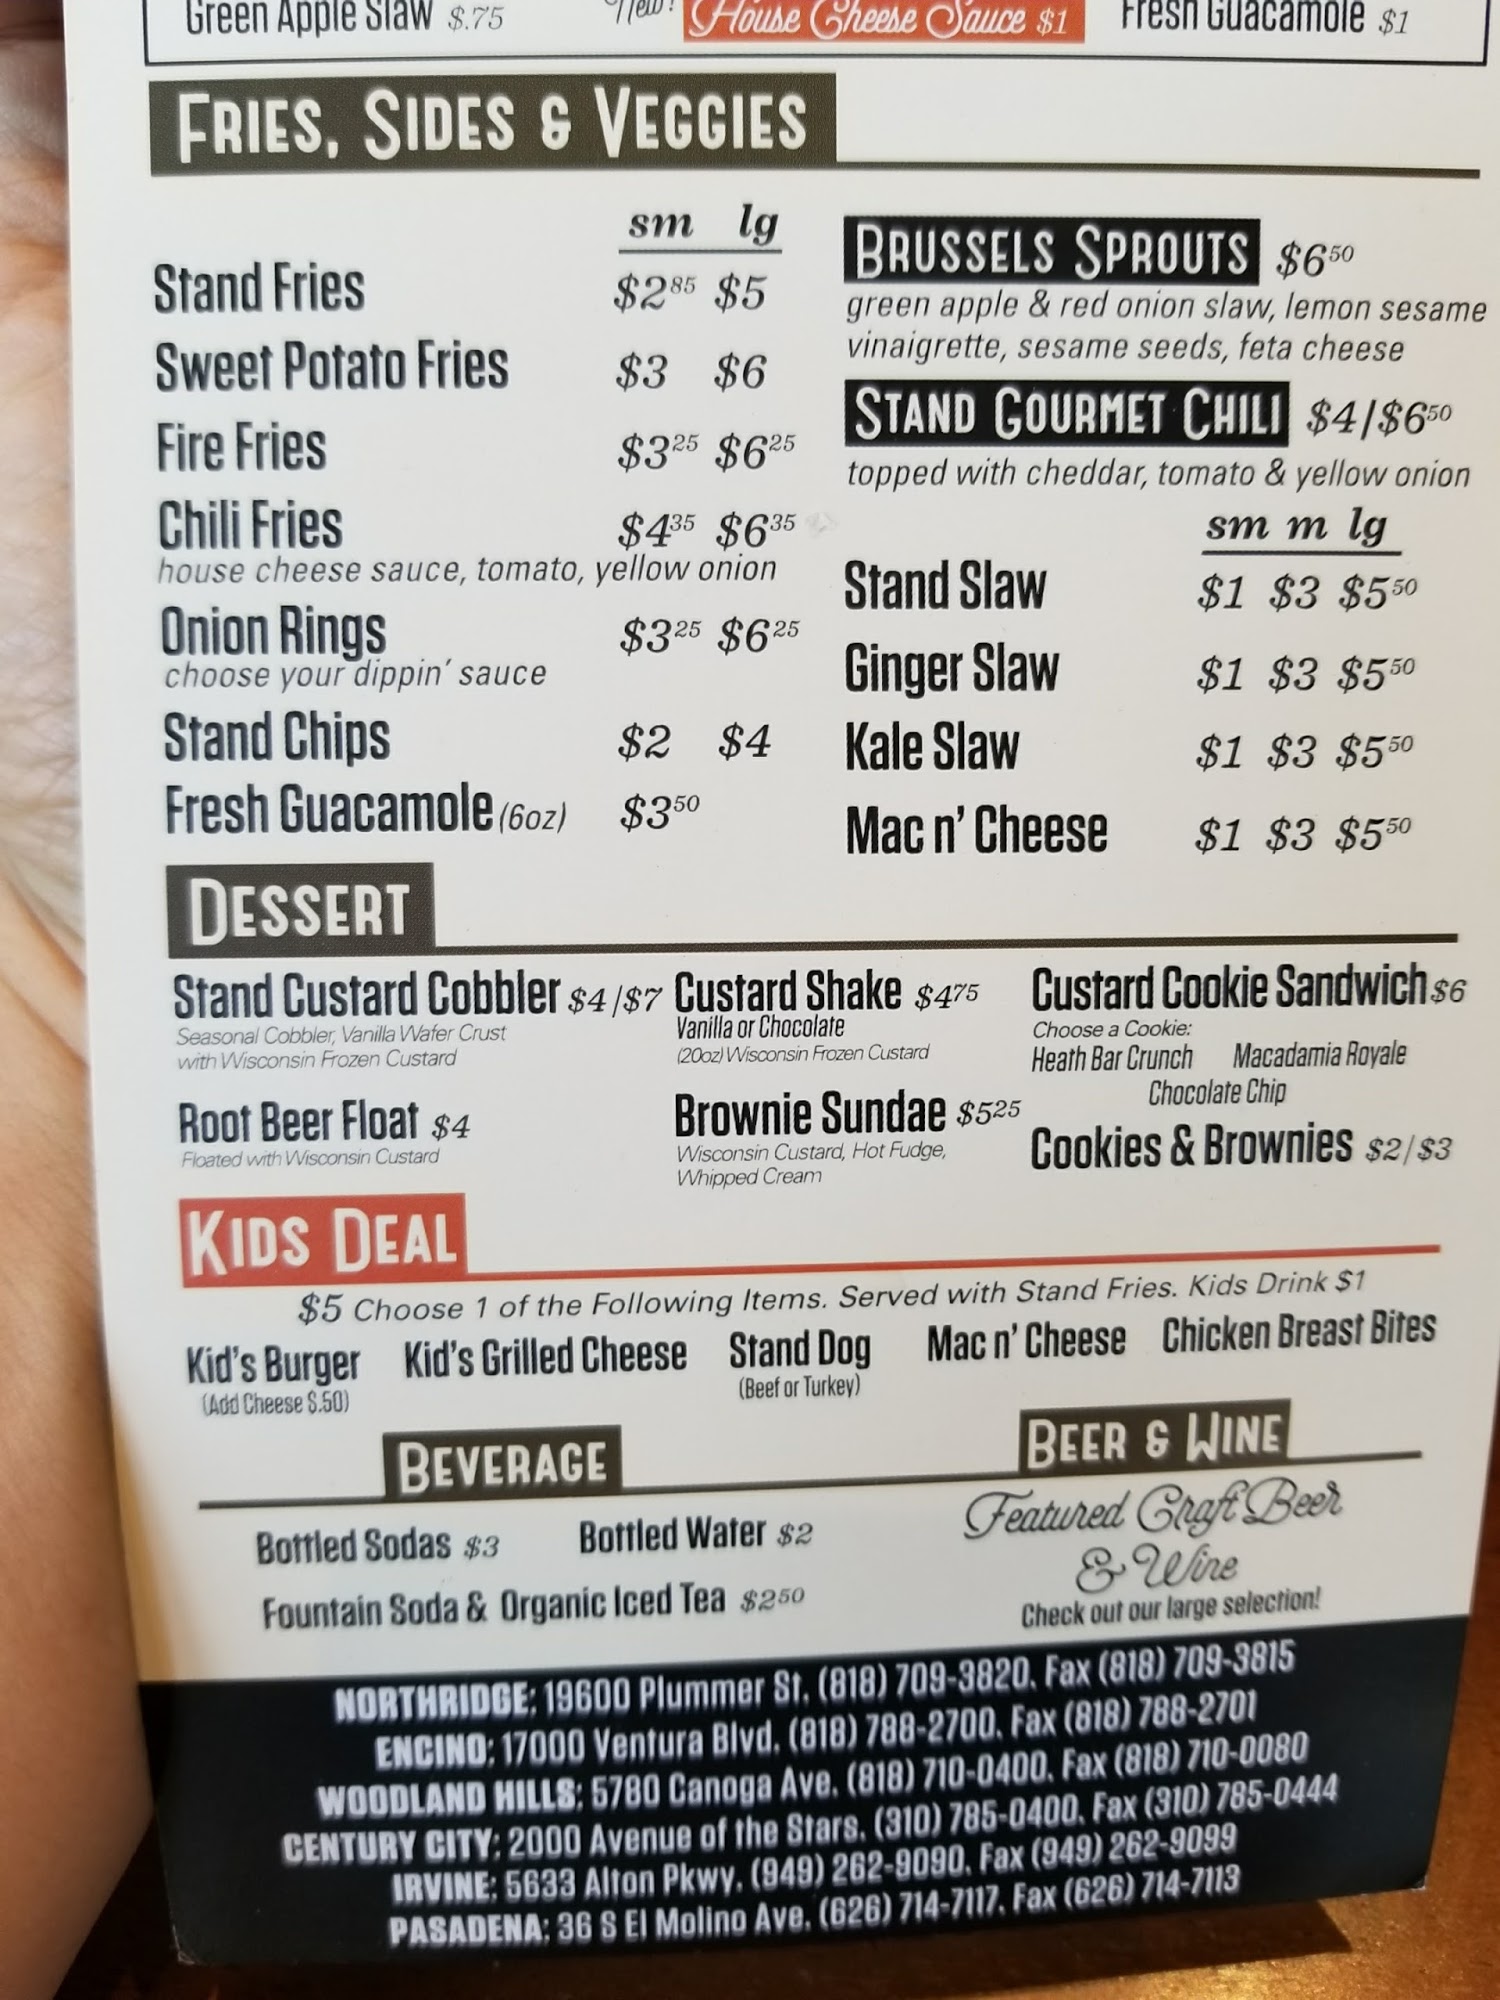 Green Apple Slaw $.75 New! House Cheese Sauce $1 Fresh Guacamole $1
FRIES, SIDES & VEGGIES
sm lg
Stand Fries $2.85 $5
Sweet Potato Fries $3 $6
Fire Fries $3.25 $6.25
Chili Fries $4.35 $6.35
house cheese sauce, tomato, yellow onion
Onion Rings $3.25 $6.25
choose your dippin' sauce
Stand Chips $2 $4
Fresh Guacamole (6oz) $3.50
BRUSSELS SPROUTS $6.50
green apple & red onion slaw, lemon sesame
vinaigrette, sesame seeds, feta cheese
STAND GOURMET CHILI $4/$6.50
topped with cheddar, tomato & yellow onion
sm m lg
Stand Slaw $1 $3 $5.50
Ginger Slaw $1 $3 $5.50
Kale Slaw $1 $3 $5.50
Mac n' Cheese $1 $3 $5.50
DESSERT
Stand Custard Cobbler $4/$7
Seasonal Cobbler, Vanilla Wafer Crust
with Wisconsin Frozen Custard
Root Beer Float $4
Floated with Wisconsin Custard
Custard Shake $4.75
Vanilla or Chocolate
(20oz) Wisconsin Frozen Custard
Brownie Sundae $5.25
Wisconsin Custard, Hot Fudge,
Whipped Cream
Custard Cookie Sandwich $6
Choose a Cookie:
Heath Bar Crunch Macadamia Royale
Chocolate Chip
Cookies & Brownies $2/$3
KIDS DEAL
$5 Choose 1 of the Following Items. Served with Stand Fries. Kids Drink $1
Kid's Burger Kid's Grilled Cheese Stand Dog Mac n' Cheese Chicken Breast Bites
(Add Cheese $.50) (Beef or Turkey)
BEVERAGE
Bottled Sodas $3 Bottled Water $2
Fountain Soda & Organic Iced Tea $2.50
BEER & WINE
Featured Craft Beer
& Wine
Check out our large selection!
NORTHRIDGE: 19600 Plummer St. (818) 709-3820. Fax (818) 709-3815
ENCINO: 17000 Ventura Blvd. (818) 788-2700. Fax (818) 788-2701
WOODLAND HILLS: 5780 Canoga Ave. (818) 710-0400. Fax (818) 710-0080
CENTURY CITY: 2000 Avenue of the Stars. (310) 785-0400. Fax (310) 785-0444
IRVINE: 5633 Alton Pkwy. (949) 262-9090. Fax (949) 262-9099
PASADENA: 36 S El Molino Ave. (626) 714-7117. Fax (626) 714-7113